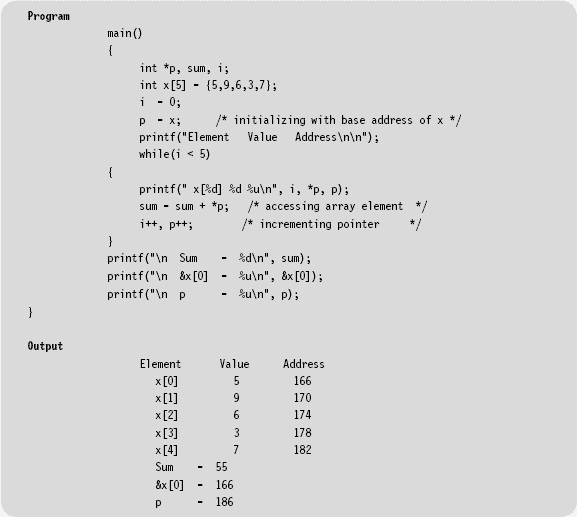 Program
main()
{
int *p, sum, i;
int x[5] = {5,9,6,3,7};
i = 0;
p = x; /* initializing with base address of x */
printf("Element Value Address\n\n");
while(i < 5)
{
printf(" x[%d] %d %u\n", i, *p, p);
sum = sum + *p; /* accessing array element */
i++, p++; /* incrementing pointer */
}
printf("\n Sum = %d\n", sum);
printf("\n &x[0] = %u\n", &x[0]);
printf("\n p = %u\n", p);
}
Output
Element Value Address
x[0] 5 166
x[1] 9 170
x[2] 6 174
x[3] 3 178
x[4] 7 182
Sum = 55
&x[0] = 166
p = 186